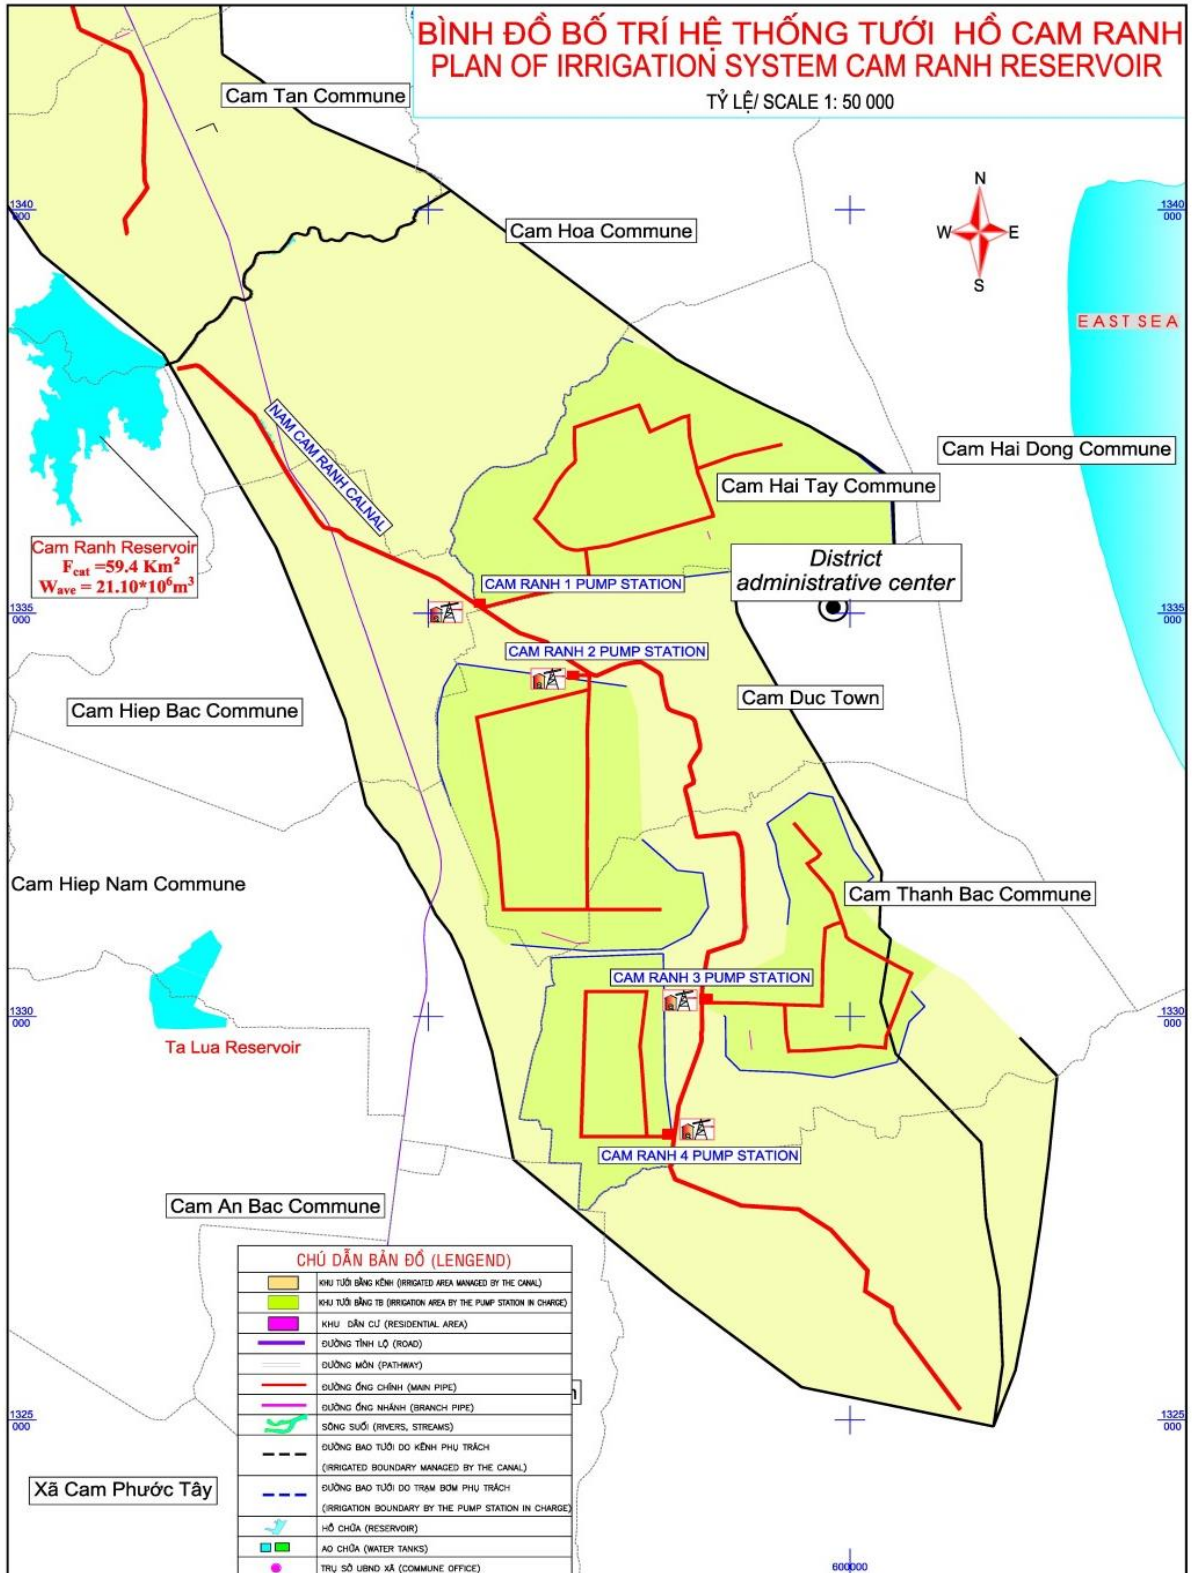 BÌNH ĐỒ BỐ TRÍ HỆ THỐNG TƯỚI HỒ CAM RANH
PLAN OF IRRIGATION SYSTEM CAM RANH RESERVOIR
TỶ LỆ/ SCALE 1: 50 000
Cam Tan Commune
1340
000
1340
000
N
W
E
S
Cam Hoa Commune
EAST SEA
NAM CAM RANH CALNAL
Cam Hai Dong Commune
Cam Hai Tay Commune
Cam Ranh Reservoir
F_cat =59.4 Km²
W_ave = 21.10*10⁶m³
District
administrative center
CAM RANH 1 PUMP STATION
1335
000
1335
000
CAM RANH 2 PUMP STATION
Cam Hiep Bac Commune
Cam Duc Town
Cam Hiep Nam Commune
Cam Thanh Bac Commune
CAM RANH 3 PUMP STATION
1330
000
1330
000
Ta Lua Reservoir
CAM RANH 4 PUMP STATION
Cam An Bac Commune
CHÚ DẪN BẢN ĐỒ (LENGEND)
KHU TƯỚI BẰNG KÊNH (IRRIGATED AREA MANAGED BY THE CANAL)
KHU TƯỚI BẰNG TB (IRRIGATION AREA BY THE PUMP STATION IN CHARGE)
KHU DÂN CƯ (RESIDENTIAL AREA)
ĐƯỜNG TỈNH LỘ (ROAD)
ĐƯỜNG MÒN (PATHWAY)
ĐƯỜNG ỐNG CHÍNH (MAIN PIPE)
ĐƯỜNG ỐNG NHÁNH (BRANCH PIPE)
SÔNG SUỐI (RIVERS, STREAMS)
ĐƯỜNG BAO TƯỚI DO KÊNH PHỤ TRÁCH
(IRRIGATED BOUNDARY MANAGED BY THE CANAL)
ĐƯỜNG BAO TƯỚI DO TRẠM BƠM PHỤ TRÁCH
(IRRIGATION BOUNDARY BY THE PUMP STATION IN CHARGE)
HỒ CHỨA (RESERVOIR)
AO CHỨA (WATER TANKS)
TRỤ SỞ UBND XÃ (COMMUNE OFFICE)
1325
000
1325
000
Xã Cam Phước Tây
600000